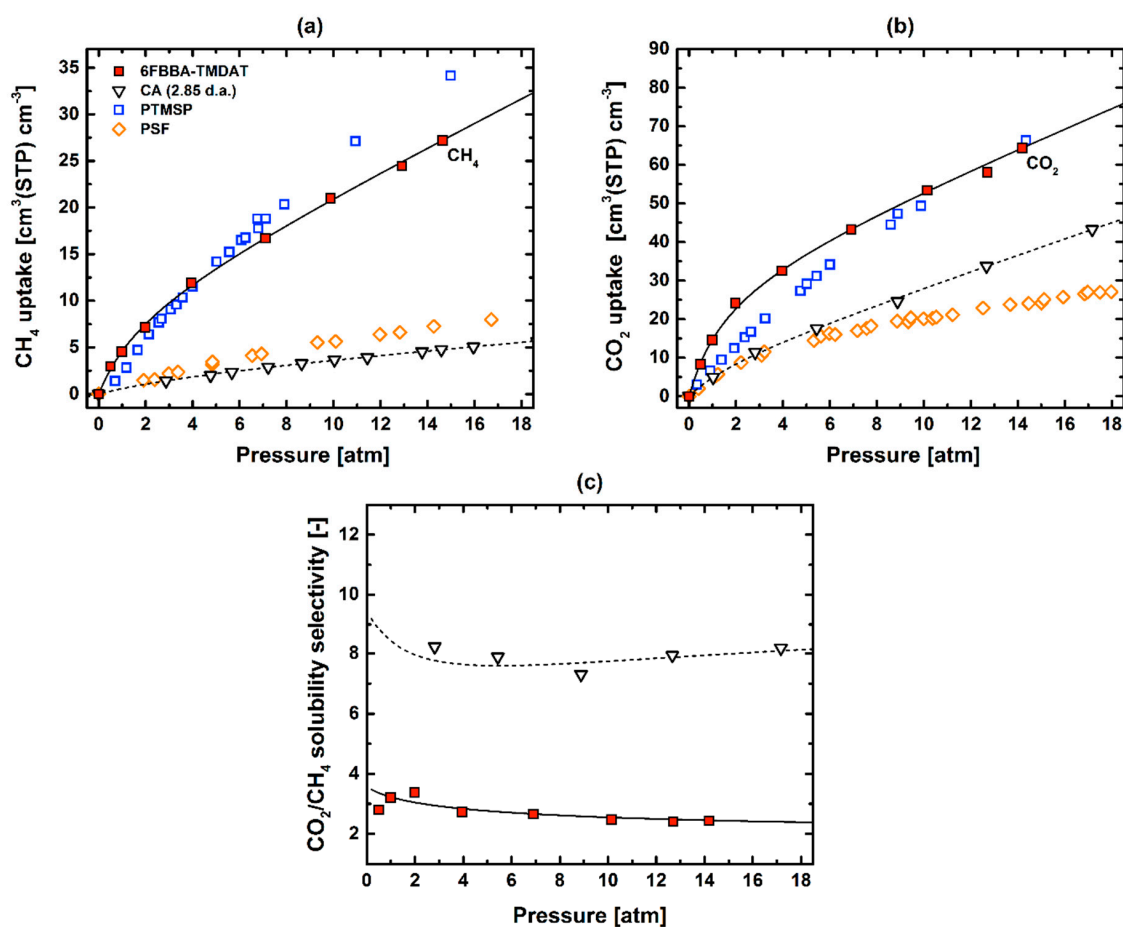 (a)
CH₄ uptake [cm³(STP) cm⁻³]
35
30
25
20
15
10
5
0
6FBBA-TMDAT
CA (2.85 d.a.)
PTMSP
PSF
CH₄
0 2 4 6 8 10 12 14 16 18
Pressure [atm]
(b)
CO₂ uptake [cm³(STP) cm⁻³]
90
80
70
60
50
40
30
20
10
0
CO₂
0 2 4 6 8 10 12 14 16 18
Pressure [atm]
(c)
CO₂/CH₄ solubility selectivity [-]
12
10
8
6
4
2
0 2 4 6 8 10 12 14 16 18
Pressure [atm]